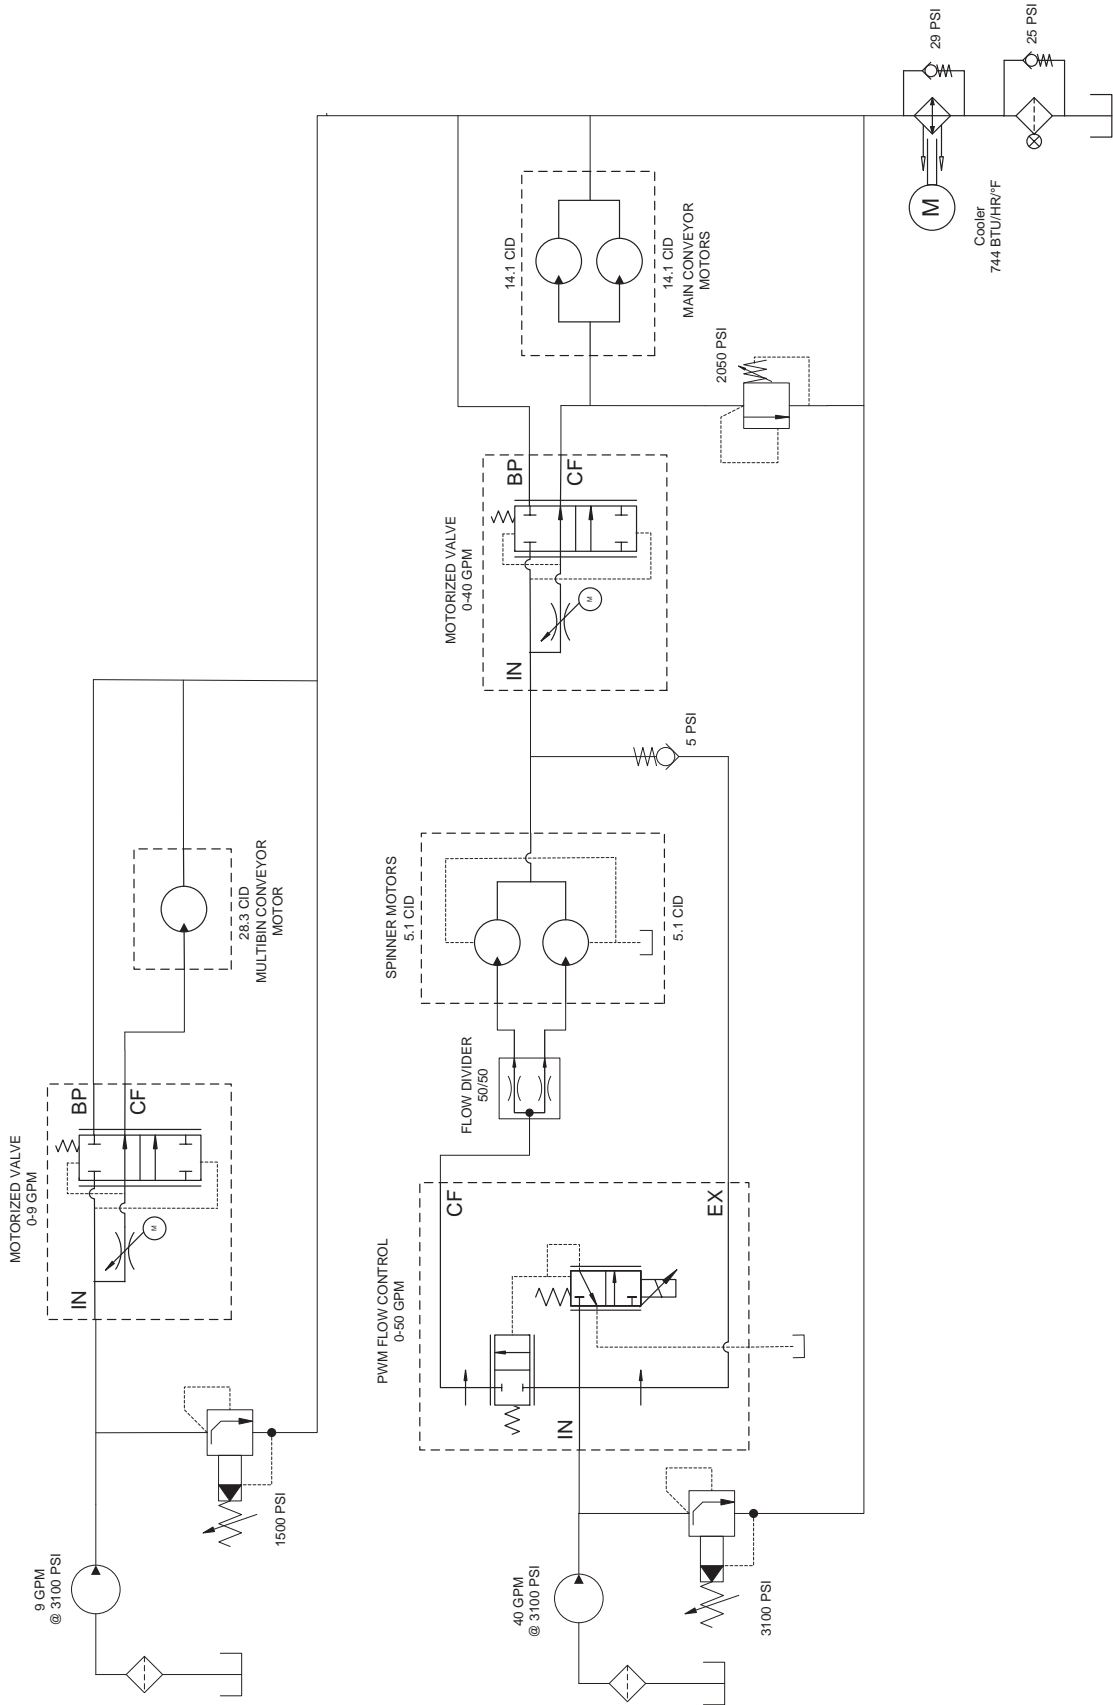 MOTORIZED VALVE
0-9 GPM
IN
BP
CF
M
28.3 CID
MULTIBIN CONVEYOR
MOTOR
9 GPM
@ 3100 PSI
1500 PSI
PWM FLOW CONTROL
0-50 GPM
IN
CF
EX
FLOW DIVIDER
50/50
SPINNER MOTORS
5.1 CID
5.1 CID
5 PSI
MOTORIZED VALVE
0-40 GPM
IN
BP
CF
M
14.1 CID
14.1 CID
MAIN CONVEYOR
MOTORS
2050 PSI
40 GPM
@ 3100 PSI
3100 PSI
29 PSI
25 PSI
M
Cooler
744 BTU/HR/°F